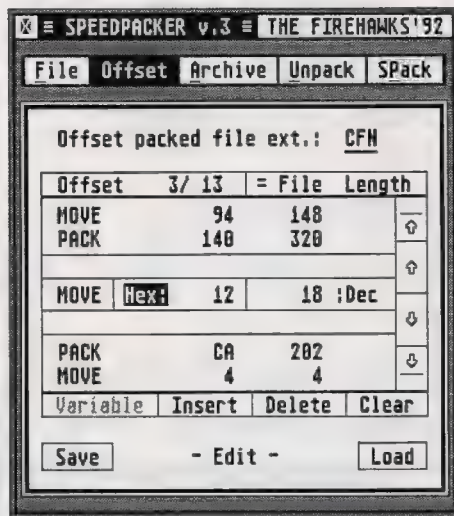 SPEEDPACKER v.3 THE FIREHAWKS'92
File Offset Archive Unpack SPack
Offset packed file ext.: CFN
Offset 3/ 13 = File Length
MOVE 94 148
PACK 140 320
MOVE Hex: 12 18 :Dec
PACK CA 202
MOVE 4 4
Variable Insert Delete Clear
Save - Edit - Load